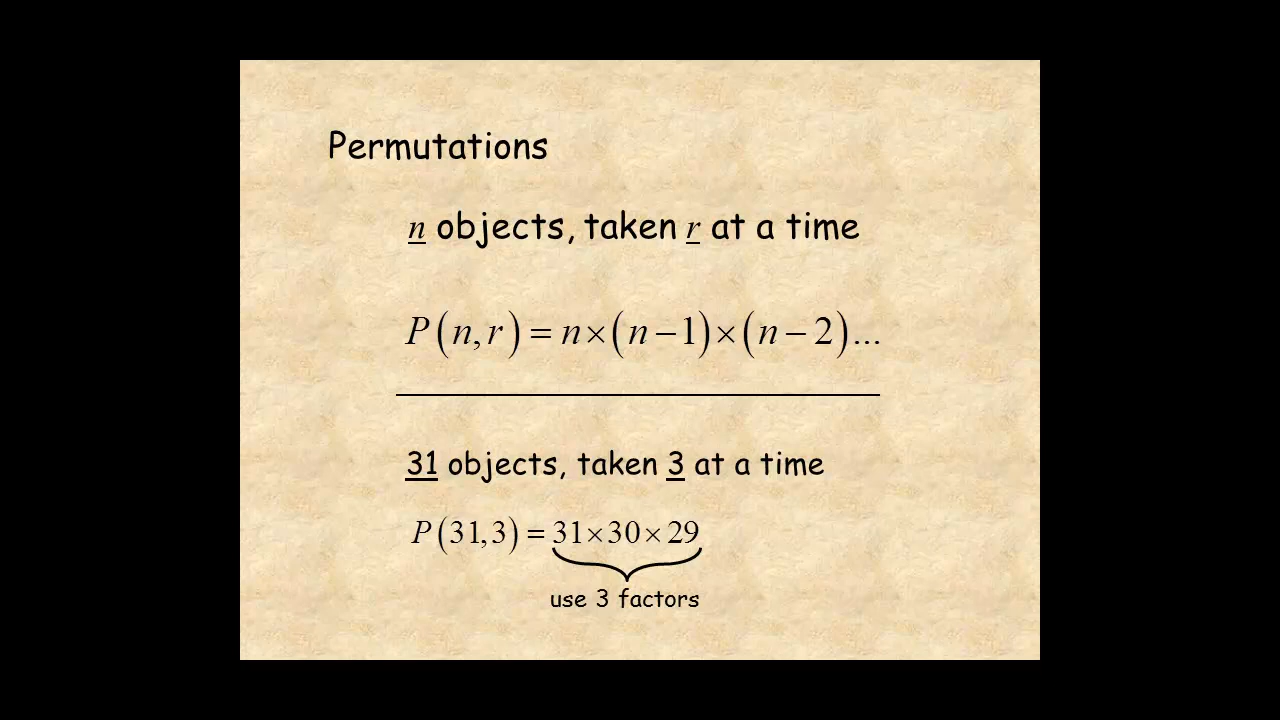 Permutations
n objects, taken r at a time
P(n,r)=n×(n−1)×(n−2)...
31 objects, taken 3 at a time
P(31,3)=31×30×29
use 3 factors